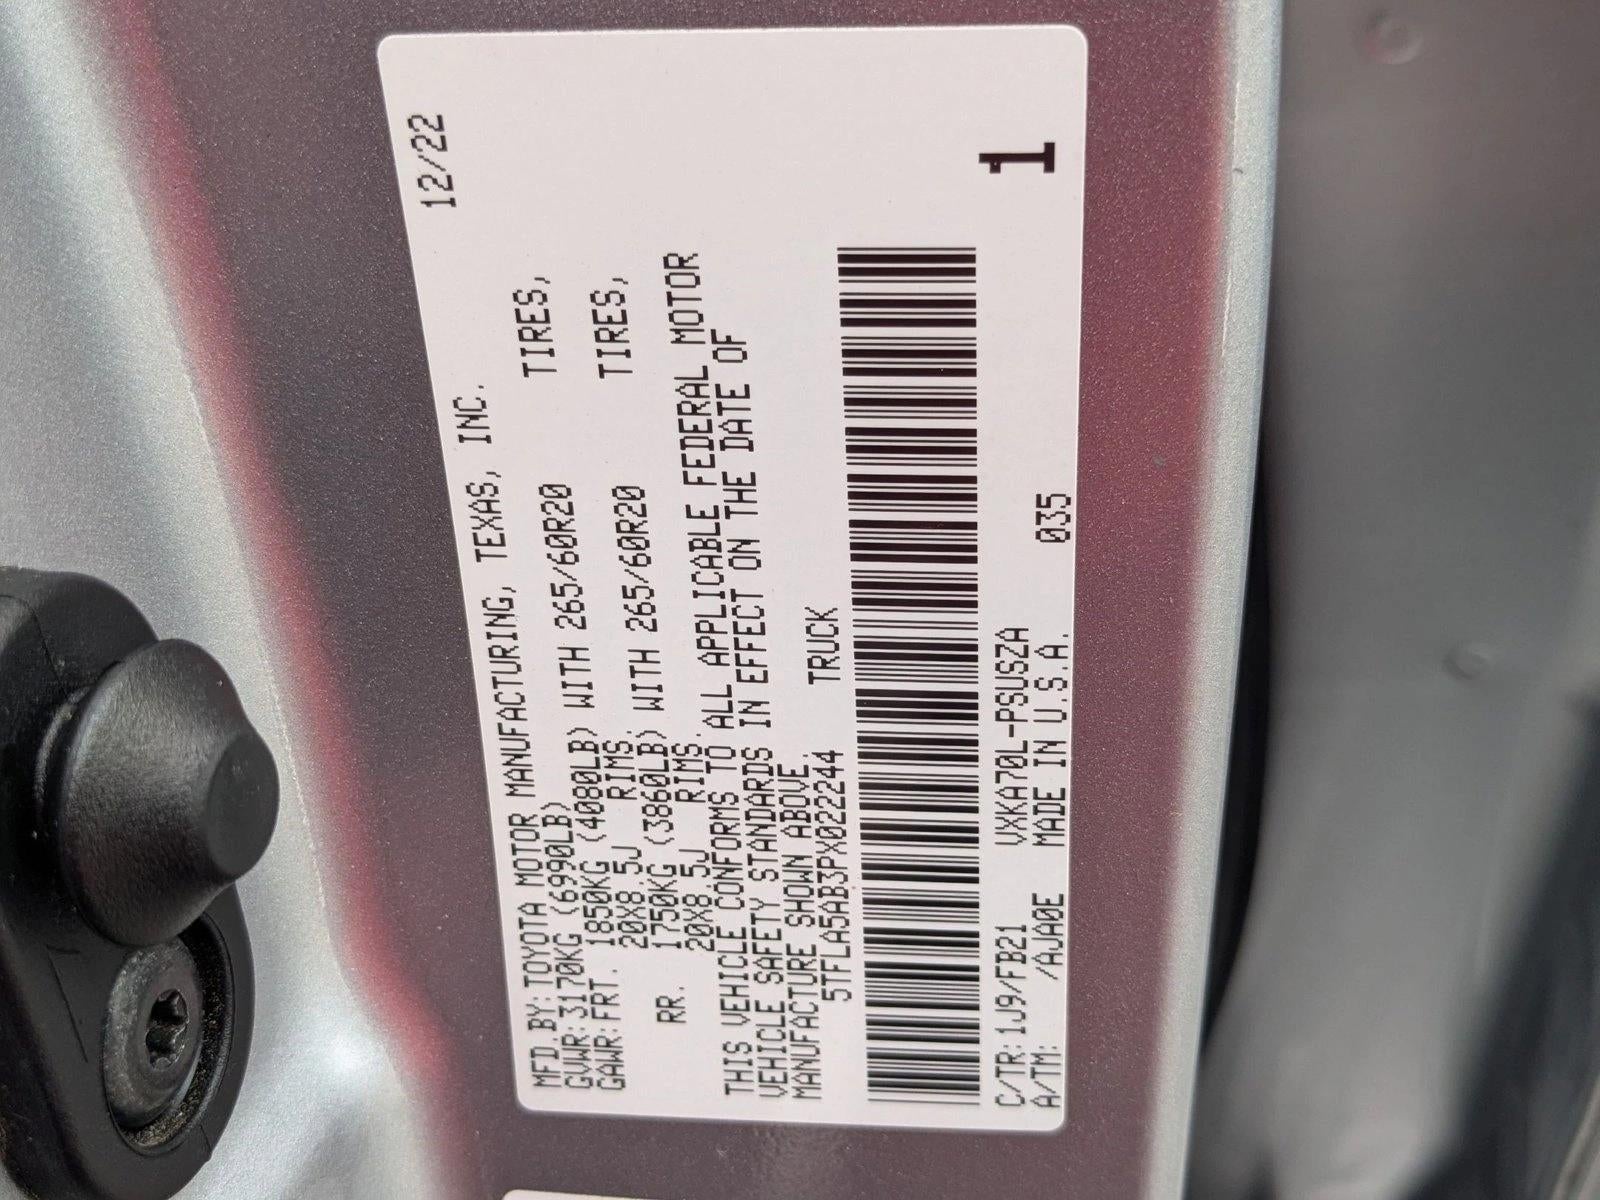 12/22
MFD.BY:TOYOTA MOTOR MANUFACTURING, TEXAS, INC.
GVWR:3170KG (6990LB)
GAWR:FRT. 1850KG (4080LB) WITH 265/60R20 TIRES,
20X8.5J RIMS.
RR. 1750KG (3860LB) WITH 265/60R20 TIRES,
20X8.5J RIMS.
THIS VEHICLE CONFORMS TO ALL APPLICABLE FEDERAL MOTOR
VEHICLE SAFETY STANDARDS IN EFFECT ON THE DATE OF
MANUFACTURE SHOWN ABOVE.
5TFLA5AB3PX022244 TRUCK
1
C/TR:1J9/FB21 VXKA70L-PSUSZA
A/TM: /AJA0E MADE IN U.S.A. 035